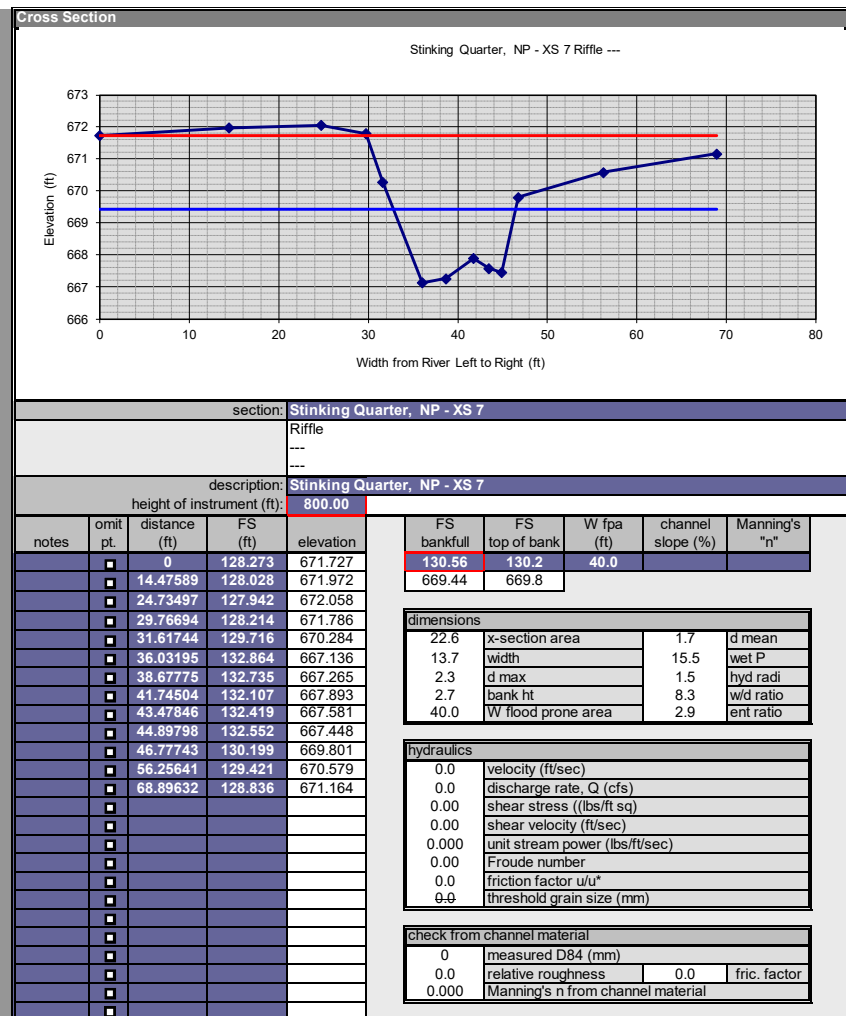 Cross Section
Stinking Quarter, NP - XS 7 Riffle ---
673
672
671
670
669
668
667
666
Elevation (ft)
0 10 20 30 40 50 60 70 80
Width from River Left to Right (ft)
section: Stinking Quarter, NP - XS 7
Riffle
---
---
description: Stinking Quarter, NP - XS 7
height of instrument (ft): 800.00
omit distance FS FS FS W fpa channel Manning's
notes pt. (ft) (ft) elevation bankfull top of bank (ft) slope (%) "n"
0 128.273 671.727 130.56 130.2 40.0
14.47589 128.028 671.972 669.44 669.8
24.73497 127.942 672.058
29.76694 128.214 671.786 dimensions
31.61744 129.716 670.284 22.6 x-section area 1.7 d mean
36.03195 132.864 667.136 13.7 width 15.5 wet P
38.67775 132.735 667.265 2.3 d max 1.5 hyd radi
41.74504 132.107 667.893 2.7 bank ht 8.3 w/d ratio
43.47846 132.419 667.581 40.0 W flood prone area 2.9 ent ratio
44.89798 132.552 667.448
46.77743 130.199 669.801 hydraulics
56.25641 129.421 670.579 0.0 velocity (ft/sec)
68.89632 128.836 671.164 0.0 discharge rate, Q (cfs)
0.00 shear stress ((lbs/ft sq)
0.00 shear velocity (ft/sec)
0.000 unit stream power (lbs/ft/sec)
0.00 Froude number
0.0 friction factor u/u*
0.0 threshold grain size (mm)
check from channel material
0 measured D84 (mm)
0.0 relative roughness 0.0 fric. factor
0.000 Manning's n from channel material